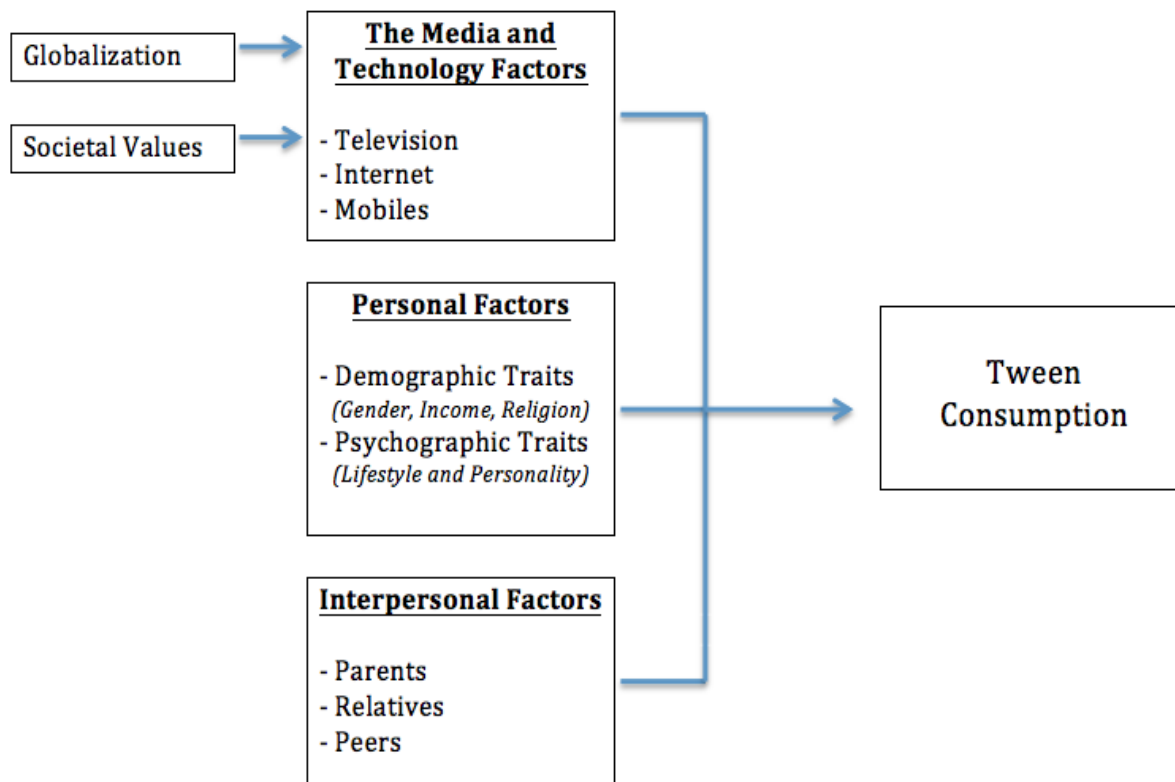 Globalization
Societal Values
The Media and
Technology Factors
- Television
- Internet
- Mobiles
Personal Factors
- Demographic Traits
(Gender, Income, Religion)
- Psychographic Traits
(Lifestyle and Personality)
Interpersonal Factors
- Parents
- Relatives
- Peers
Tween
Consumption